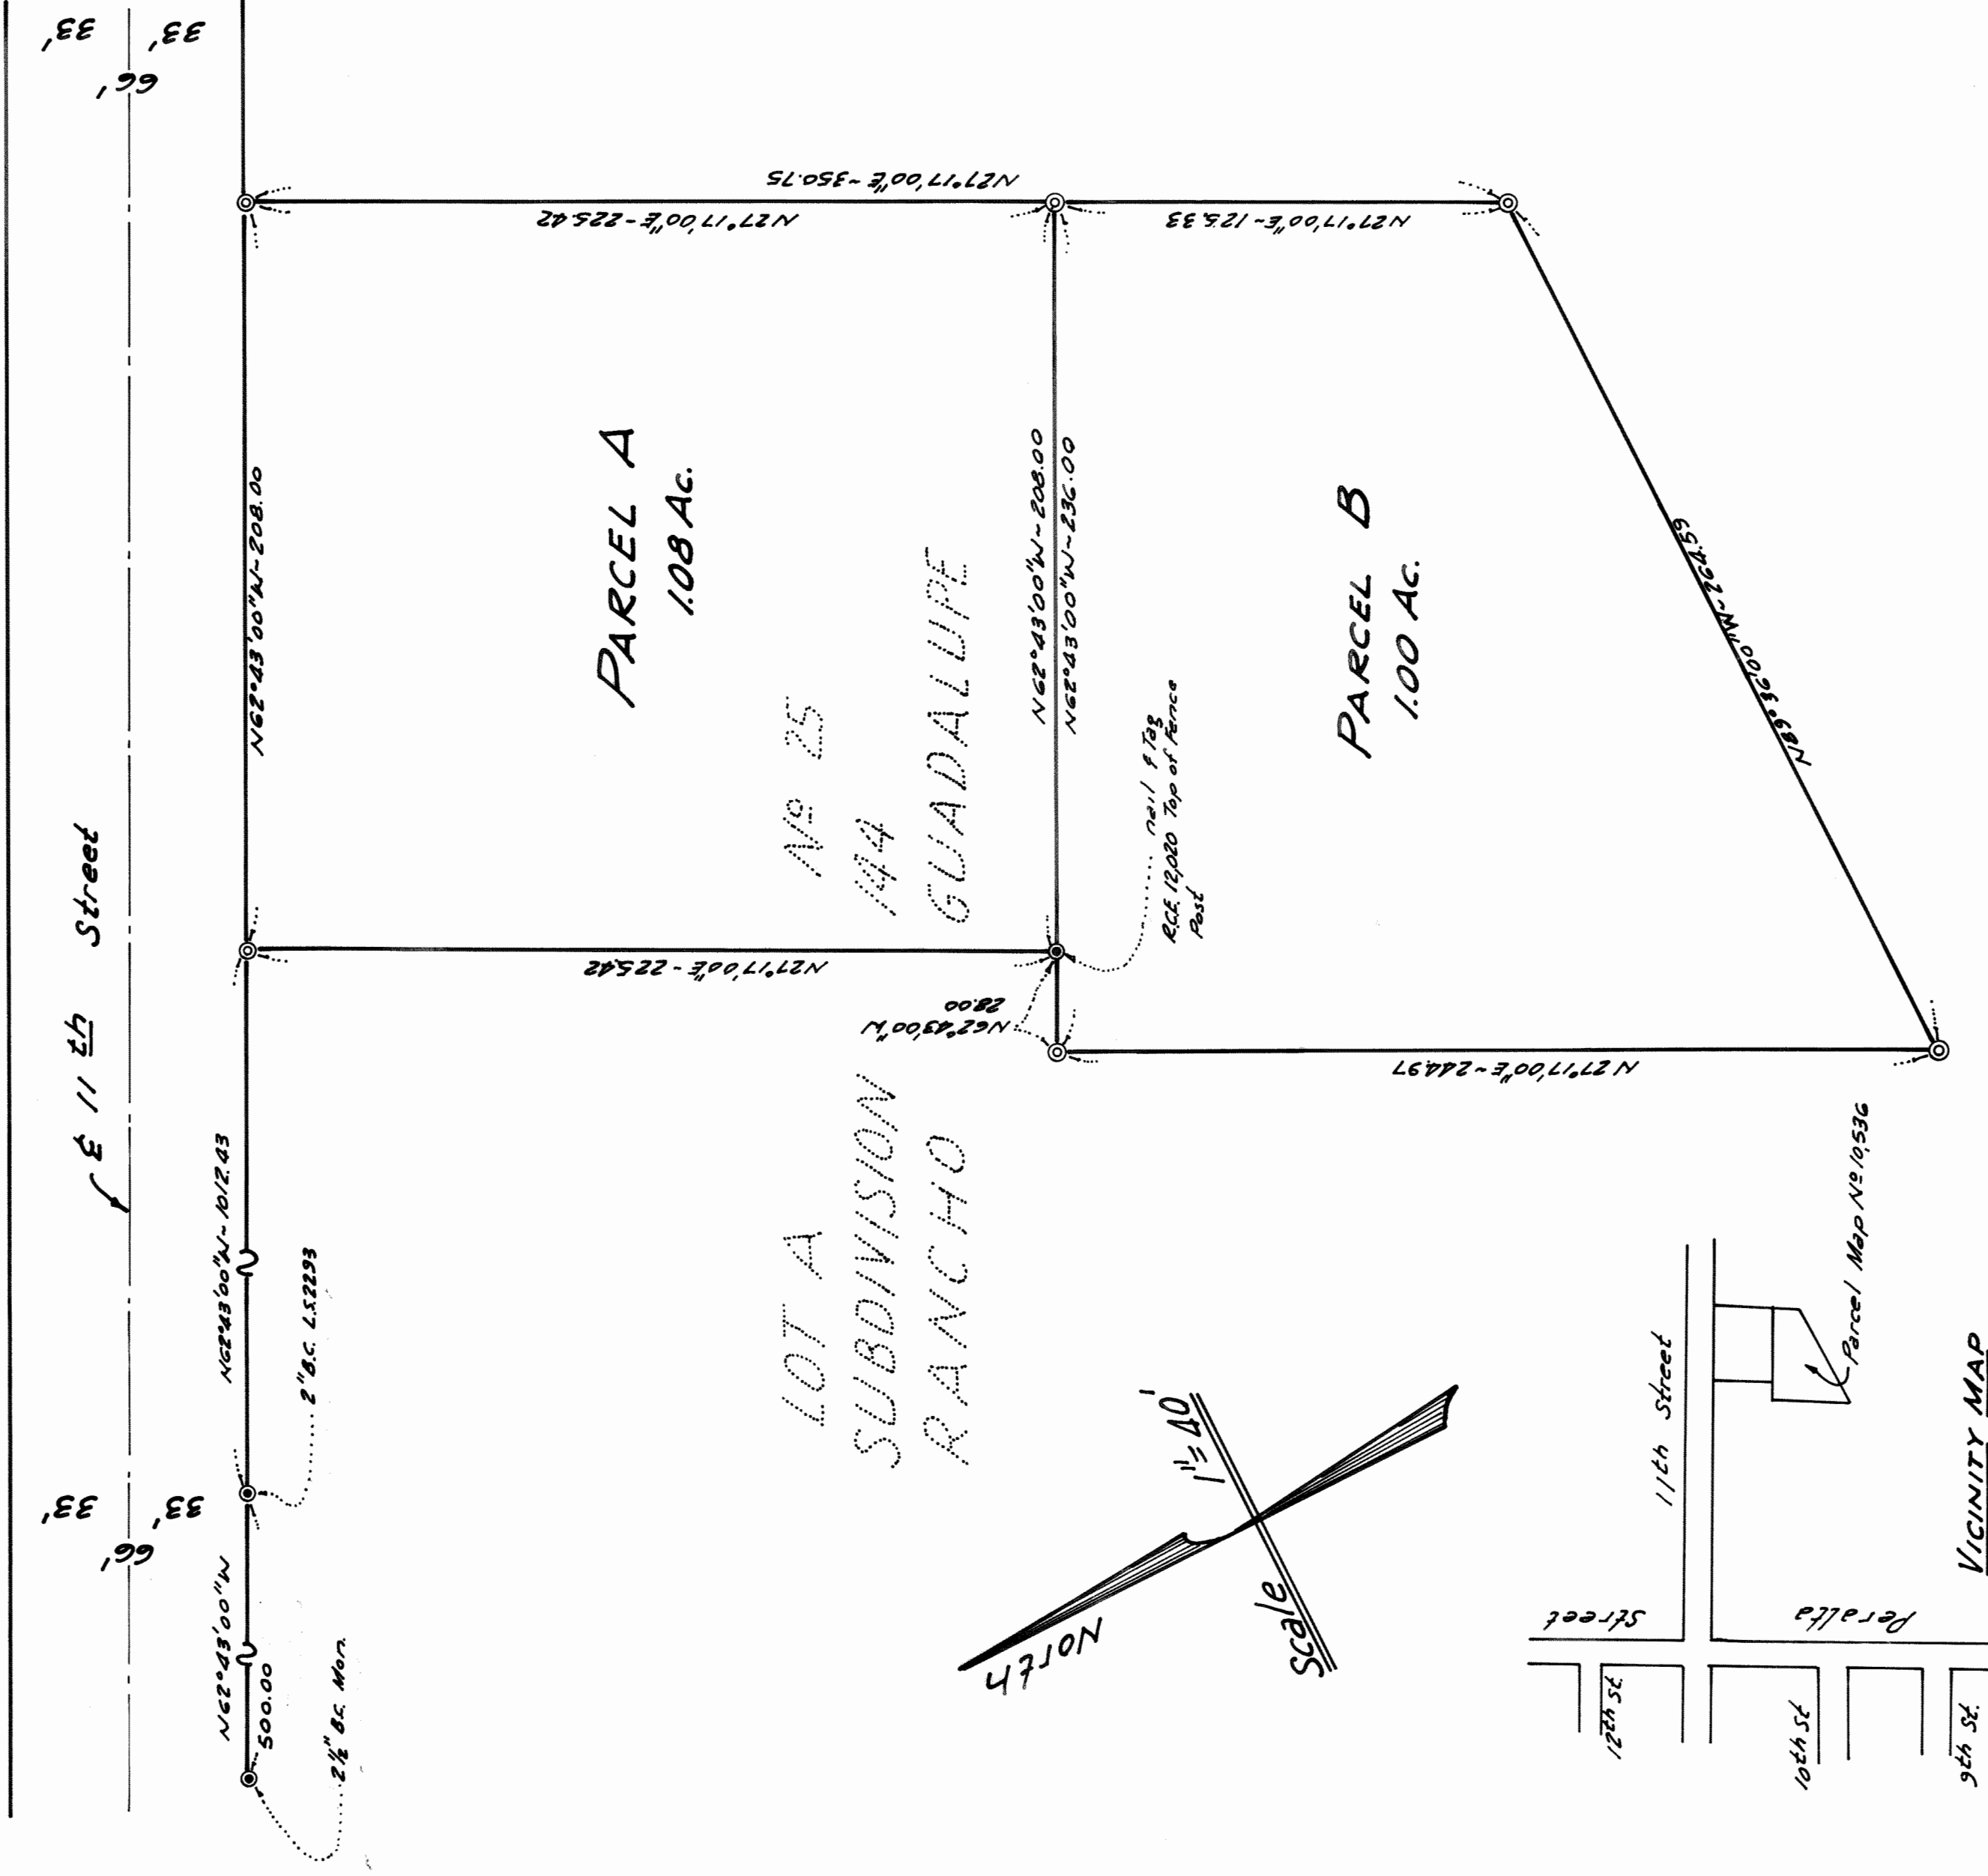 33'
33'
66'
33'
33'
66'
℄ 11th Street
N62°43'00"W
500.00
2½" B.C. Mon.
N62°43'00"W~1012.43
2" B.C. L.S.2293
N62°43'00"W~208.00
N27°17'00"E~350.75
N27°17'00"E~225.42
N27°17'00"E~125.33
N27°17'00"E~225.42
PARCEL A
1.08 Ac.
LOT A Nº 25
SUBDIVISION 144
RANCHO GUADALUPE
N62°43'00"W~208.00
N62°43'00"W~236.00
N62°43'00"W
28.00
nail & Tag
R.C.E. 12,020 Top of Fence
Post
PARCEL B
1.00 Ac.
N27°17'00"E~244.97
N89°36'00"W~264.59
North
Scale 1"=40'
11th Street
Peralta Street
12th St.
10th St.
9th St.
Parcel Map Nº 10,536
VICINITY MAP